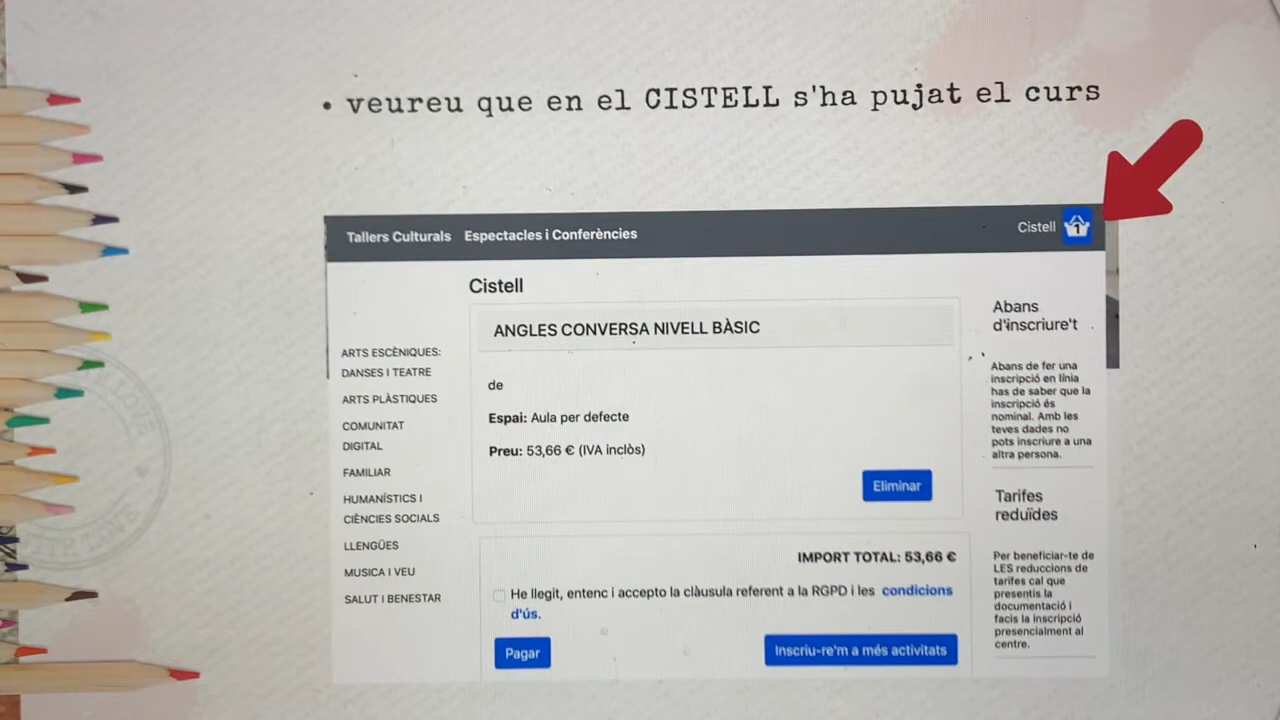 • veureu que en el CISTELL s'ha pujat el curs
Tallers Culturals Espectacles i Conferències
Cistell
1
Cistell
ANGLES CONVERSA NIVELL BÀSIC
de
Espai: Aula per defecte
Preu: 53,66 € (IVA inclòs)
Eliminar
IMPORT TOTAL: 53,66 €
He llegit, entenc i accepto la clàusula referent a la RGPD i les condicions
d'ús.
Pagar
Inscriu-re'm a més activitats
ARTS ESCÈNIQUES:
DANSES I TEATRE
ARTS PLÀSTIQUES
COMUNITAT
DIGITAL
FAMILIAR
HUMANÍSTICS I
CIÈNCIES SOCIALS
LLENGÜES
MUSICA I VEU
SALUT I BENESTAR
Abans
d'inscriure't
Abans de fer una
inscripció en línia
has de saber que la
inscripció és
nominal. Amb les
teves dades no
pots inscriure a una
altra persona.
Tarifes
reduïdes
Per beneficiar-te de
LES reduccions de
tarifes cal que
presentis la
documentació i
facis la inscripció
presencialment al
centre.